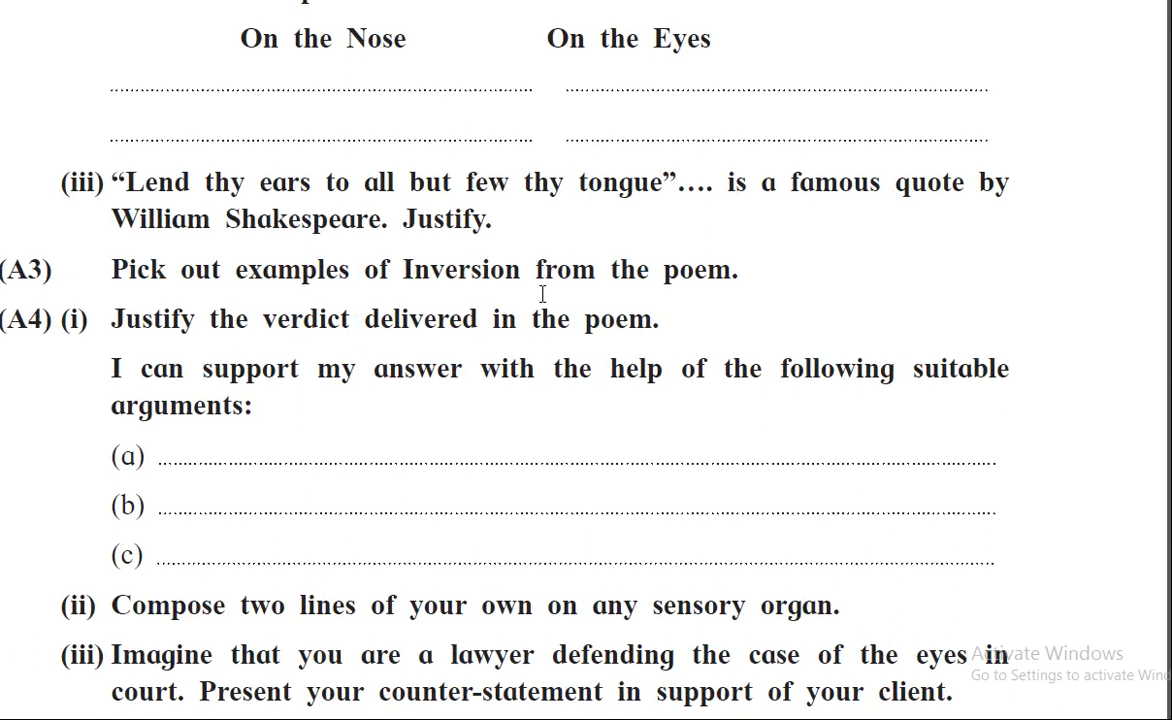 On the Nose On the Eyes
(iii) “Lend thy ears to all but few thy tongue”.... is a famous quote by
William Shakespeare. Justify.
(A3) Pick out examples of Inversion from the poem.
(A4) (i) Justify the verdict delivered in the poem.
I can support my answer with the help of the following suitable
arguments:
(a)
(b)
(c)
(ii) Compose two lines of your own on any sensory organ.
(iii) Imagine that you are a lawyer defending the case of the eyes in
court. Present your counter-statement in support of your client.
Activate Windows
Go to Settings to activate Wind